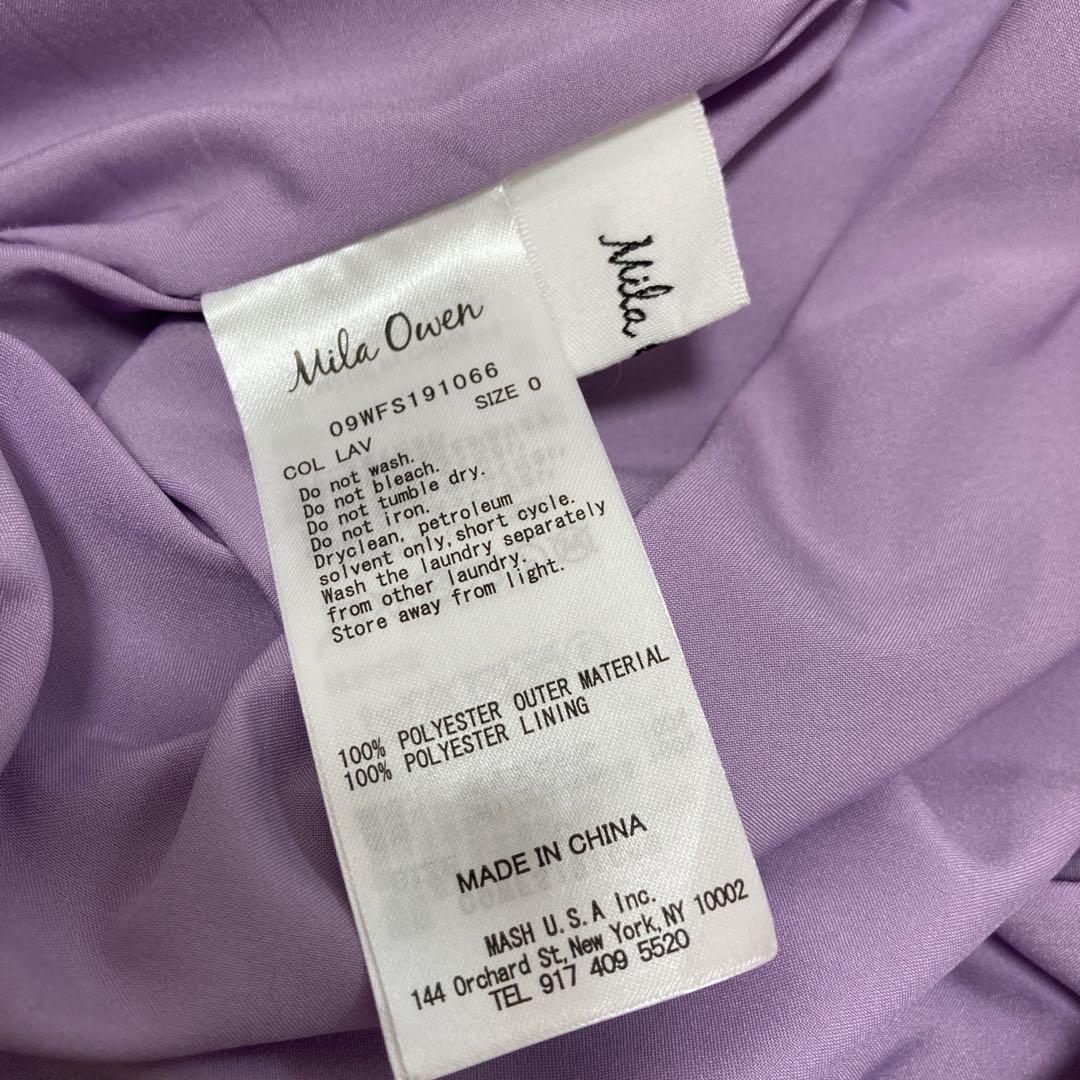 Mila Owen
09WFS191066
COL LAV SIZE 0
Do not wash.
Do not bleach.
Do not tumble dry.
Do not iron.
Dryclean, petroleum
solvent only,short cycle.
Wash the laundry separately
from other laundry.
Store away from light.
100% POLYESTER OUTER MATERIAL
100% POLYESTER LINING
MADE IN CHINA
MASH U.S.A Inc.
144 Orchard St,New York,NY 10002
TEL 917 409 5520
Mila